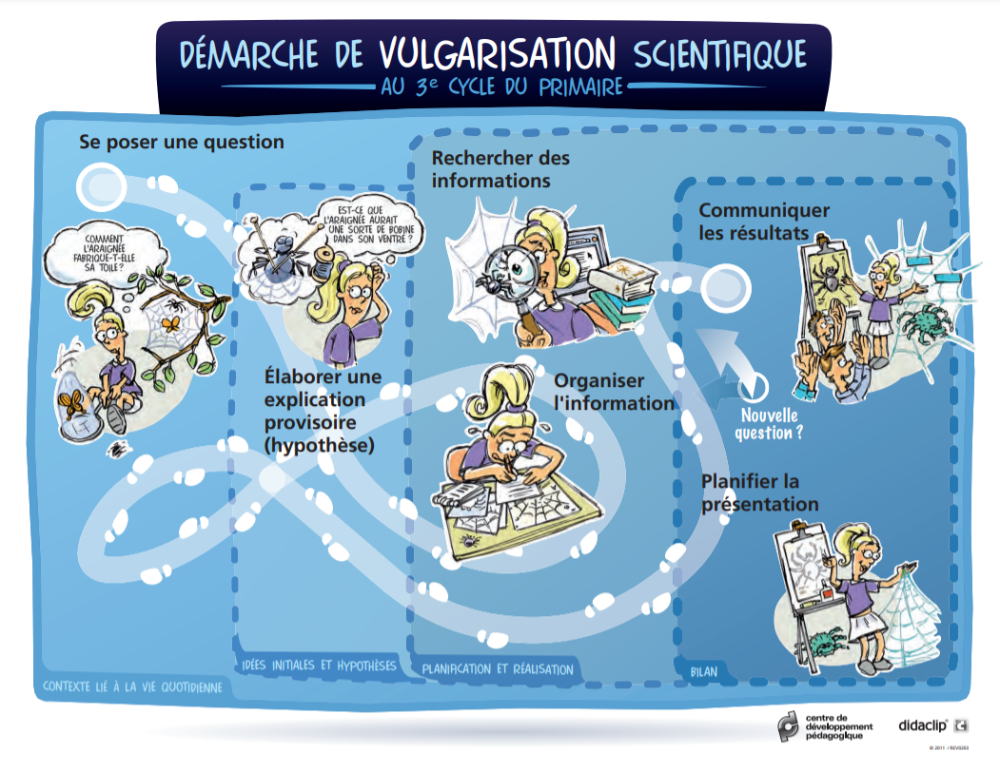 DÉMARCHE DE VULGARISATION SCIENTIFIQUE
AU 3e CYCLE DU PRIMAIRE
Se poser une question
COMMENT
L'ARAIGNÉE
FABRIQUE-T-ELLE
SA TOILE ?
EST-CE QUE
L'ARAIGNÉE AURAIT
UNE SORTE DE BOBINE
DANS SON VENTRE ?
Élaborer une
explication
provisoire
(hypothèse)
Rechercher des
informations
Organiser
l'information
Communiquer
les résultats
Nouvelle
question ?
Planifier la
présentation
CONTEXTE LIÉ À LA VIE QUOTIDIENNE
IDÉES INITIALES ET HYPOTHÈSES
PLANIFICATION ET RÉALISATION
BILAN
centre de
développement
pédagogique
didaclip
© 2011 / REV0203